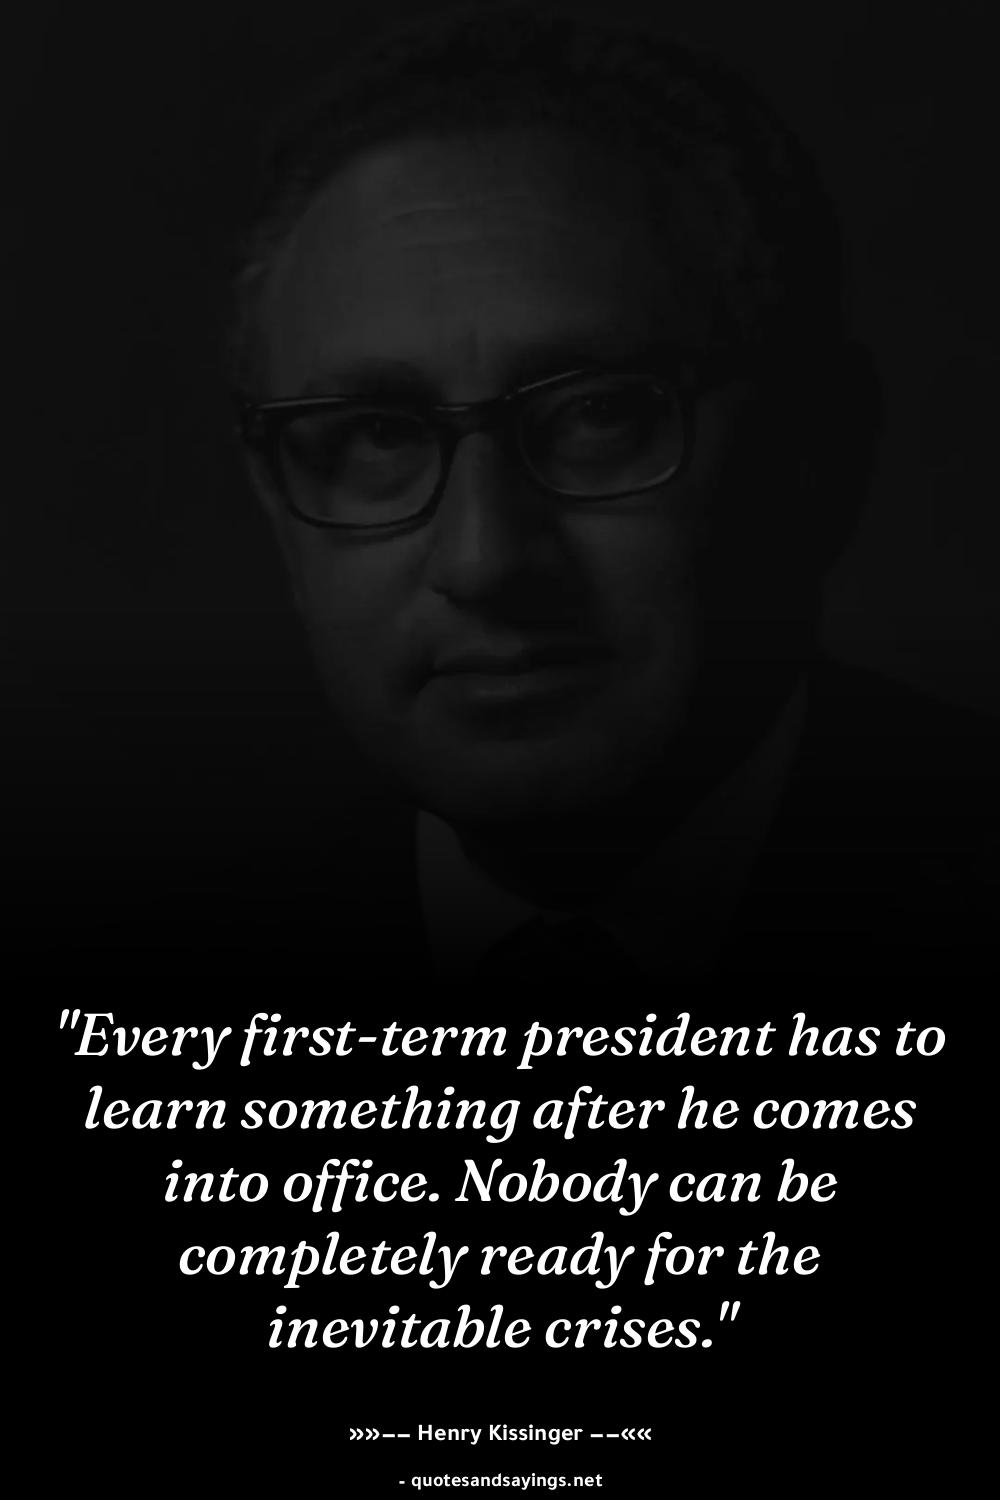 "Every first-term president has to
learn something after he comes
into office. Nobody can be
completely ready for the
inevitable crises."
»»−− Henry Kissinger −−««
- quotesandsayings.net